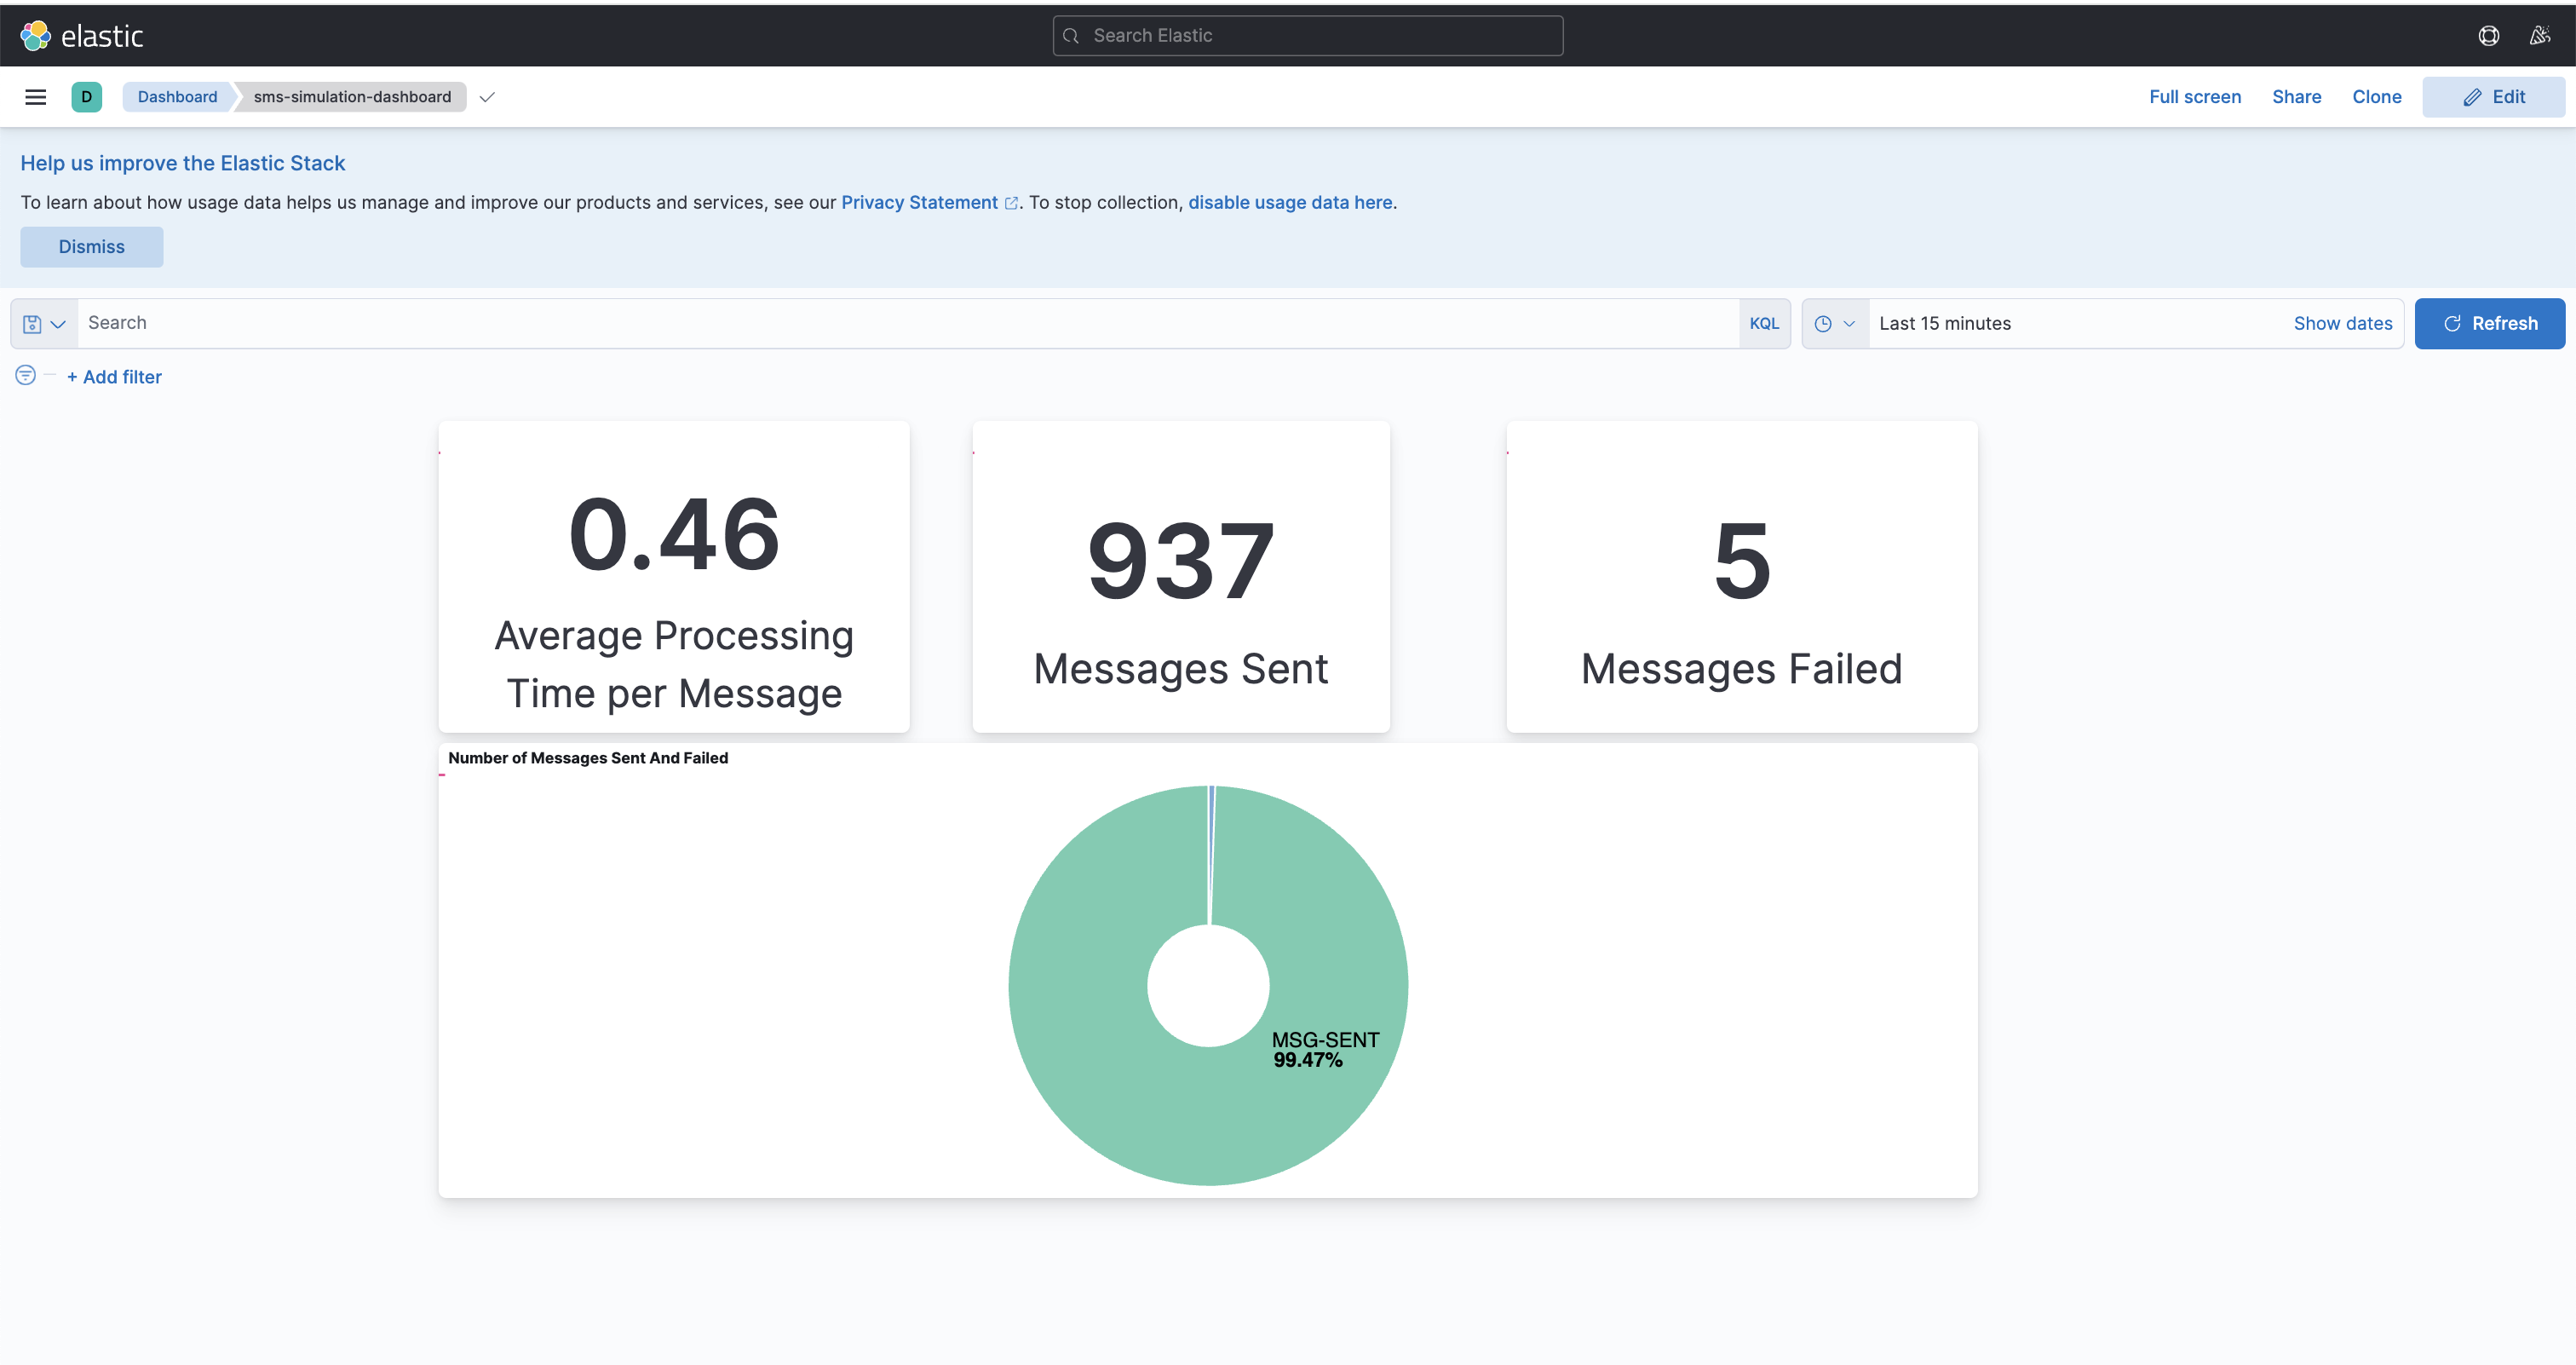 elastic
Search Elastic
D
Dashboard
sms-simulation-dashboard
Full screen
Share
Clone
Edit
Help us improve the Elastic Stack
To learn about how usage data helps us manage and improve our products and services, see our Privacy Statement. To stop collection, disable usage data here.
Dismiss
Search
KQL
Last 15 minutes
Show dates
Refresh
+ Add filter
0.46
Average Processing
Time per Message
937
Messages Sent
5
Messages Failed
Number of Messages Sent And Failed
MSG-SENT
99.47%